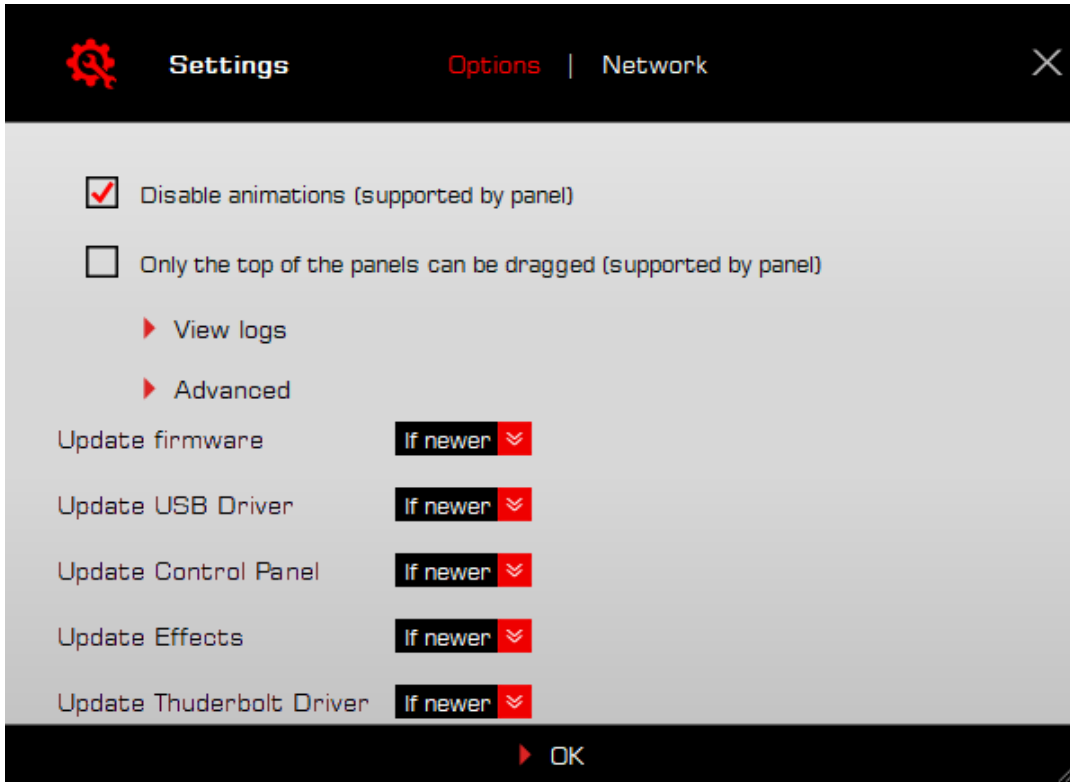 Settings Options | Network
Disable animations (supported by panel)
Only the top of the panels can be dragged (supported by panel)
View logs
Advanced
Update firmware If newer
Update USB Driver If newer
Update Control Panel If newer
Update Effects If newer
Update Thuderbolt Driver If newer
OK